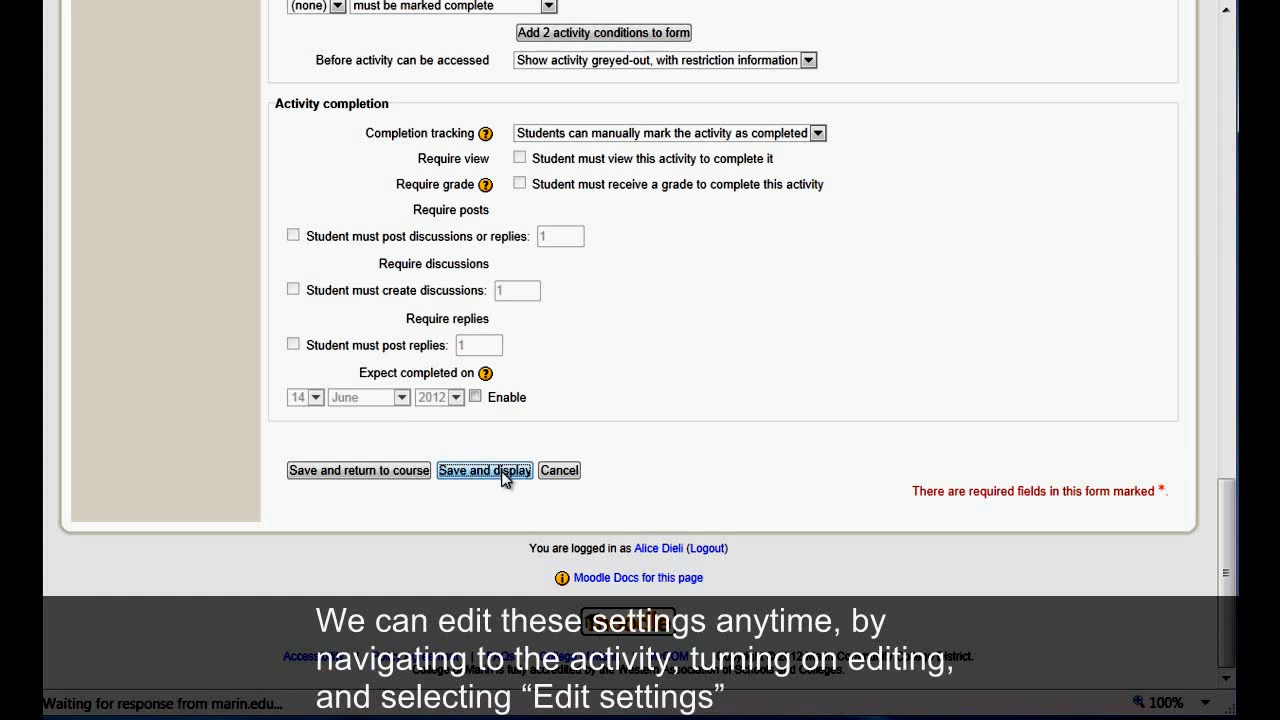 (none) must be marked complete
Add 2 activity conditions to form
Before activity can be accessed Show activity greyed-out, with restriction information
Activity completion
Completion tracking ? Students can manually mark the activity as completed
Require view Student must view this activity to complete it
Require grade ? Student must receive a grade to complete this activity
Require posts
Student must post discussions or replies: 1
Require discussions
Student must create discussions: 1
Require replies
Student must post replies: 1
Expect completed on ?
14 June 2012 Enable
Save and return to course Save and display Cancel
There are required fields in this form marked *.
You are logged in as Alice Dieli (Logout)
i Moodle Docs for this page
We can edit these settings anytime, by
navigating to the activity, turning on editing,
and selecting “Edit settings”
Waiting for response from marin.edu... 100%